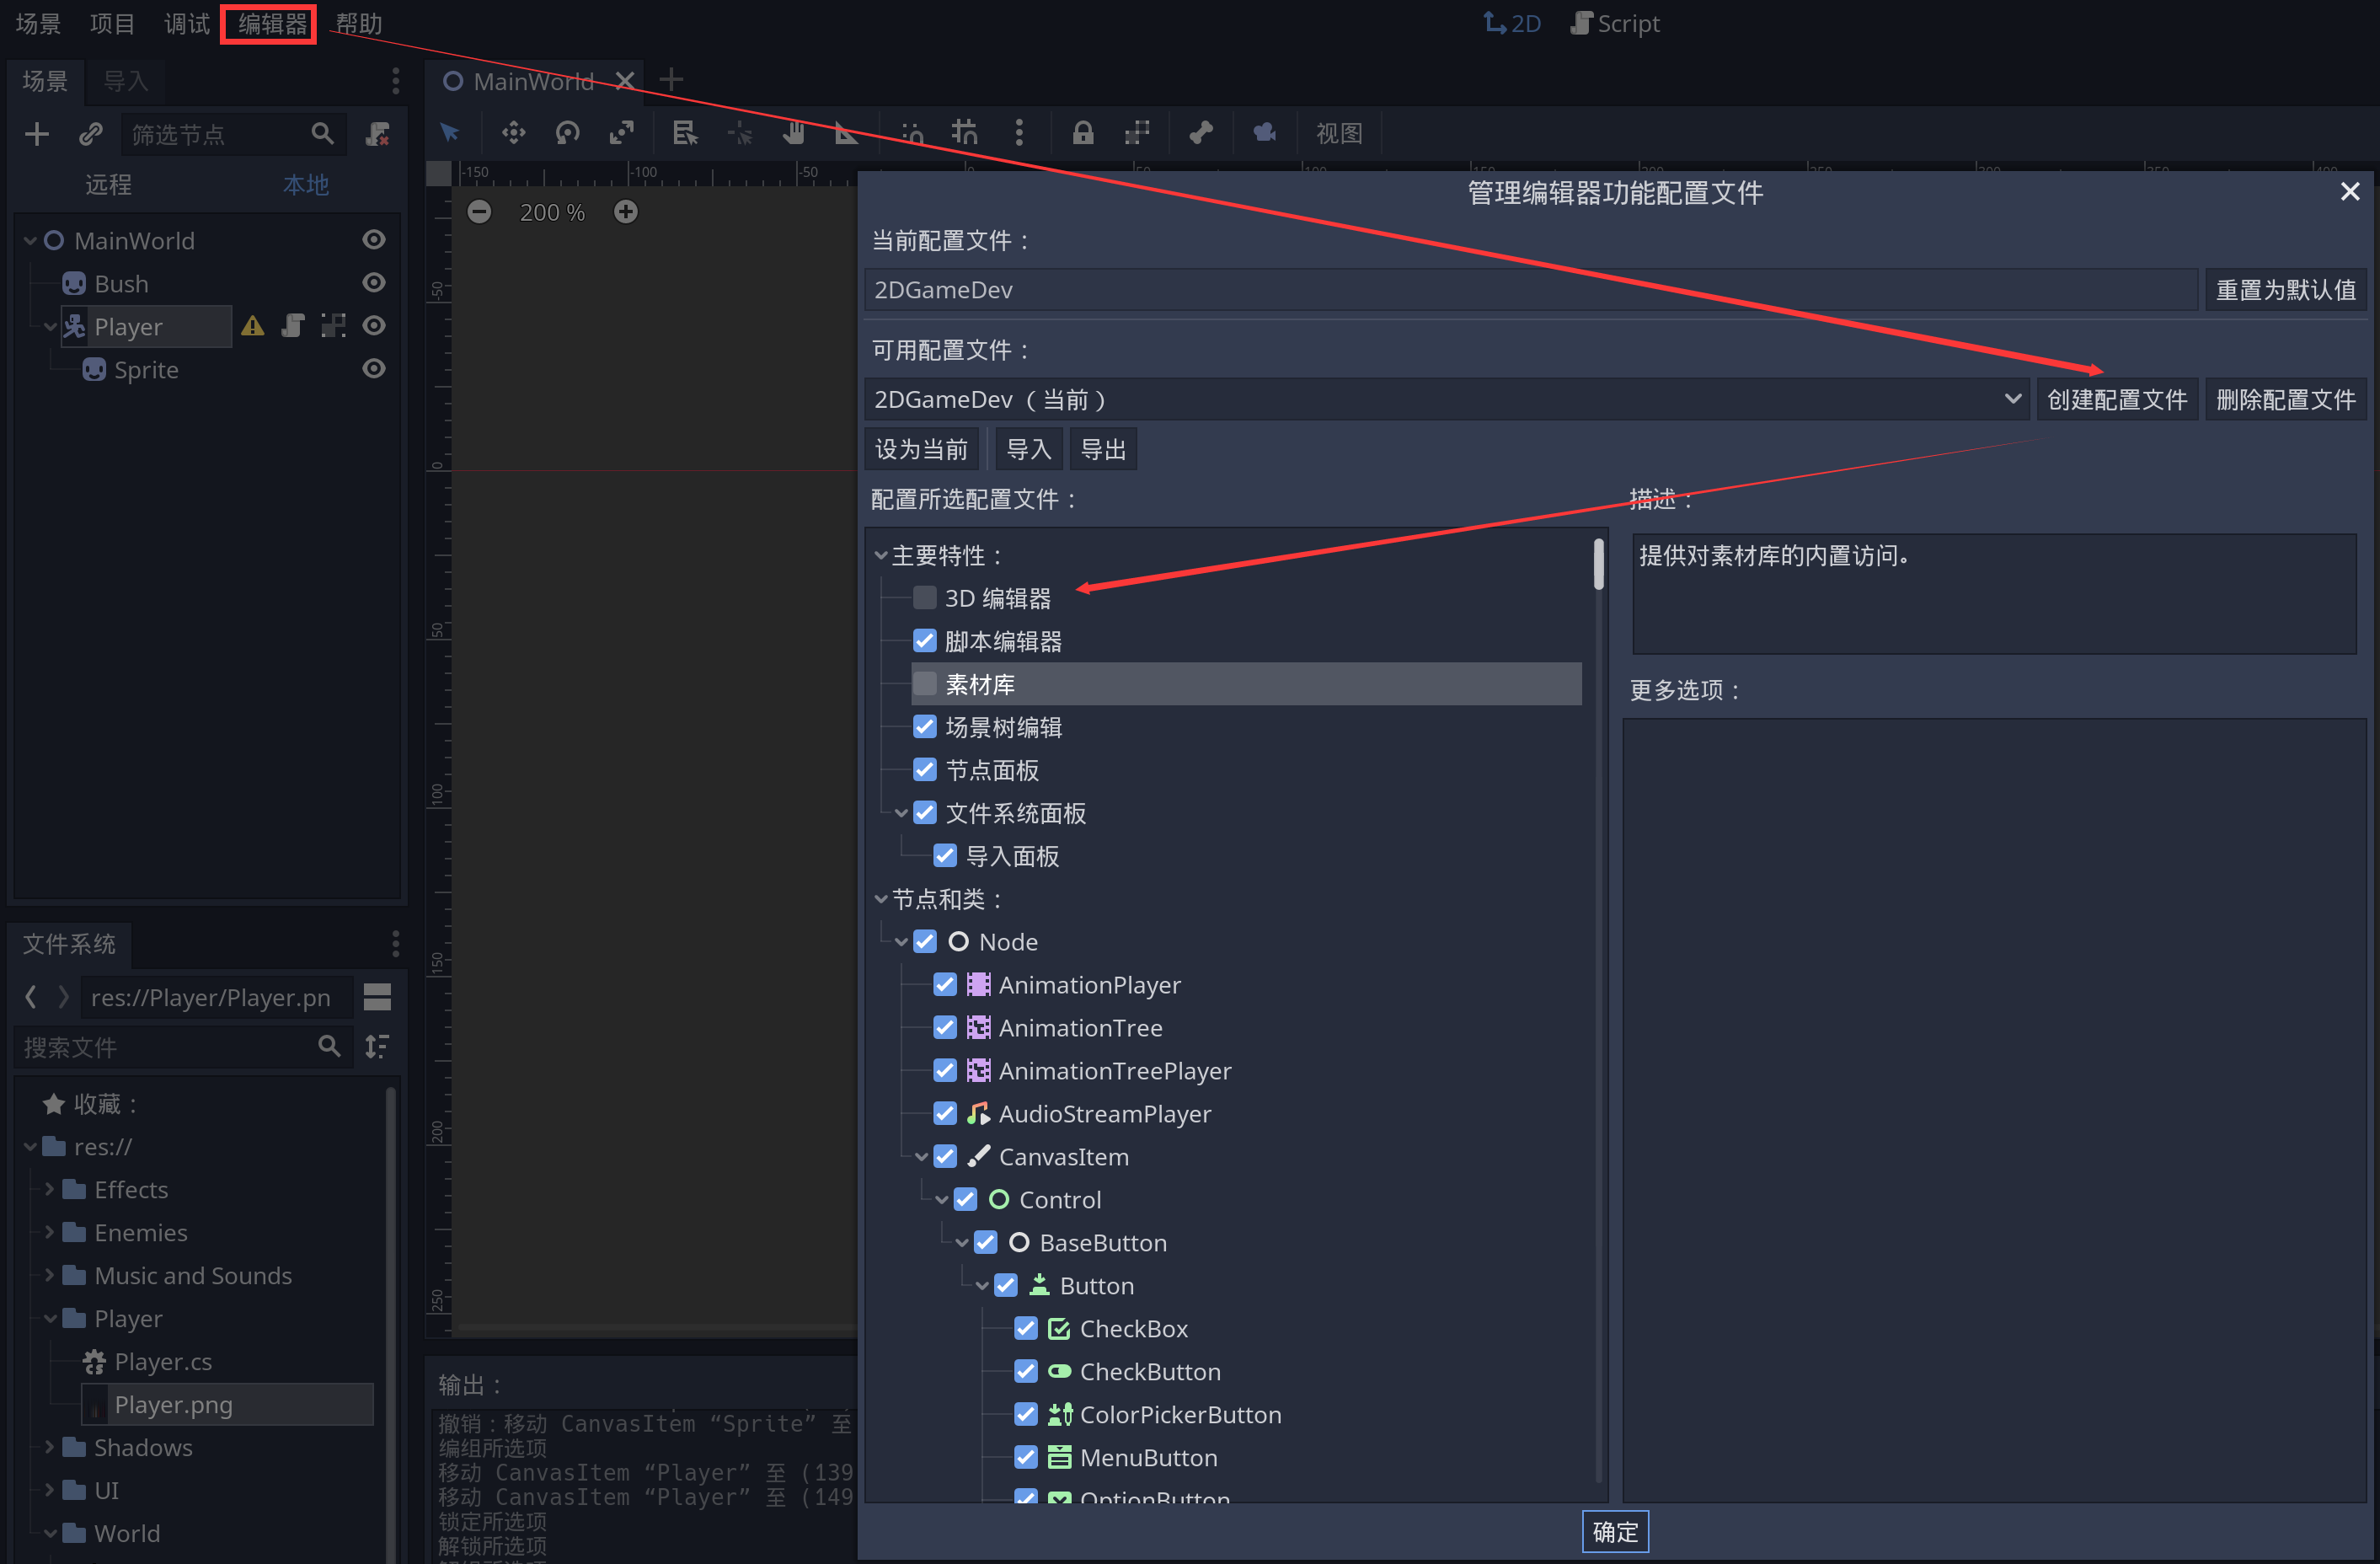 场景 项目 调试 编辑器 帮助
2D Script
场景 导入
MainWorld
筛选节点
视图
远程 本地
-150 -100 -50
200 %
MainWorld
Bush
Player
Sprite
-50
0
50
100
150
200
250
管理编辑器功能配置文件
当前配置文件：
2DGameDev
重置为默认值
可用配置文件：
2DGameDev（当前）
创建配置文件 删除配置文件
设为当前 导入 导出
配置所选配置文件：
主要特性：
3D 编辑器
脚本编辑器
素材库
场景树编辑
节点面板
文件系统面板
导入面板
节点和类：
Node
AnimationPlayer
AnimationTree
AnimationTreePlayer
AudioStreamPlayer
CanvasItem
Control
BaseButton
Button
CheckBox
CheckButton
ColorPickerButton
MenuButton
OptionButton
描述：
提供对素材库的内置访问。
更多选项：
确定
文件系统
res://Player/Player.pn
搜索文件
收藏：
res://
Effects
Enemies
Music and Sounds
Player
Player.cs
Player.png
Shadows
UI
World
输出：
撤销：移动 CanvasItem “Sprite” 至
编组所选项
移动 CanvasItem “Player” 至 (139
移动 CanvasItem “Player” 至 (149
锁定所选项
解锁所选项